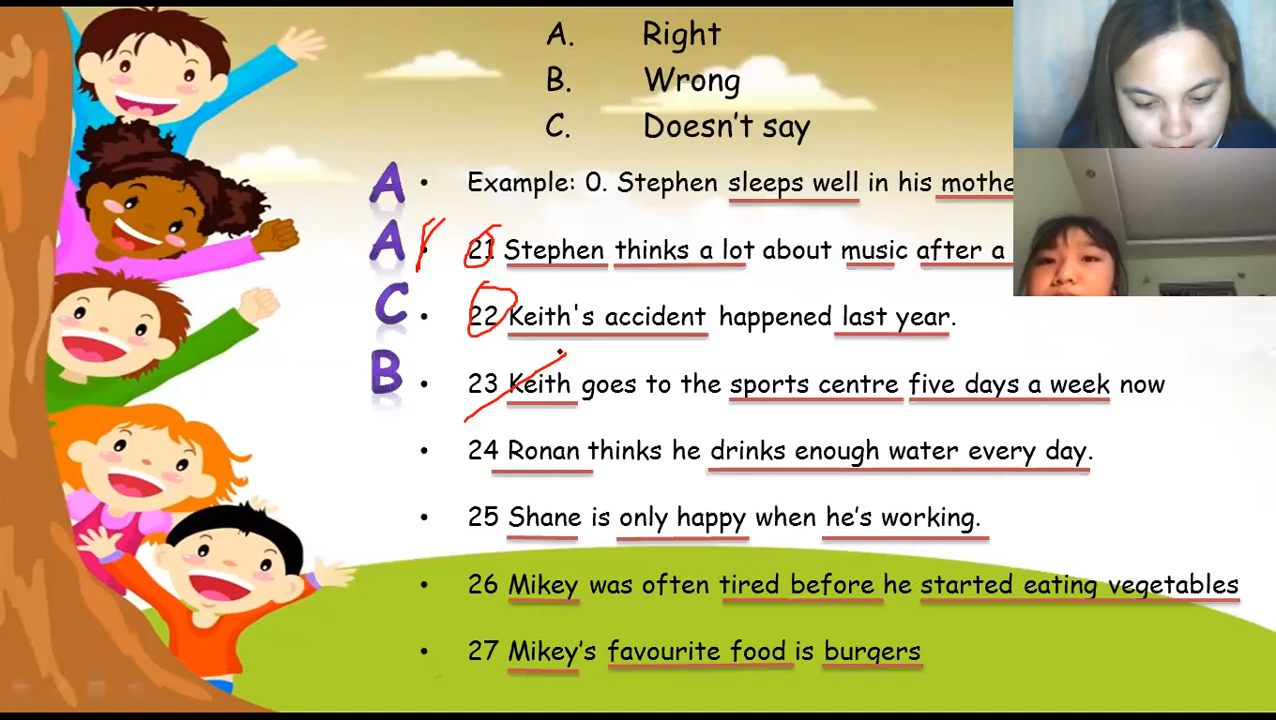 A. Right
B. Wrong
C. Doesn't say
A • Example: 0. Stephen sleeps well in his
A • 21 Stephen thinks a lot about music after a
C • 22 Keith's accident happened last year.
B • 23 Keith goes to the sports centre five days a week now
• 24 Ronan thinks he drinks enough water every day.
• 25 Shane is only happy when he's working.
• 26 Mikey was often tired before he started eating vegetables
• 27 Mikey's favourite food is burgers